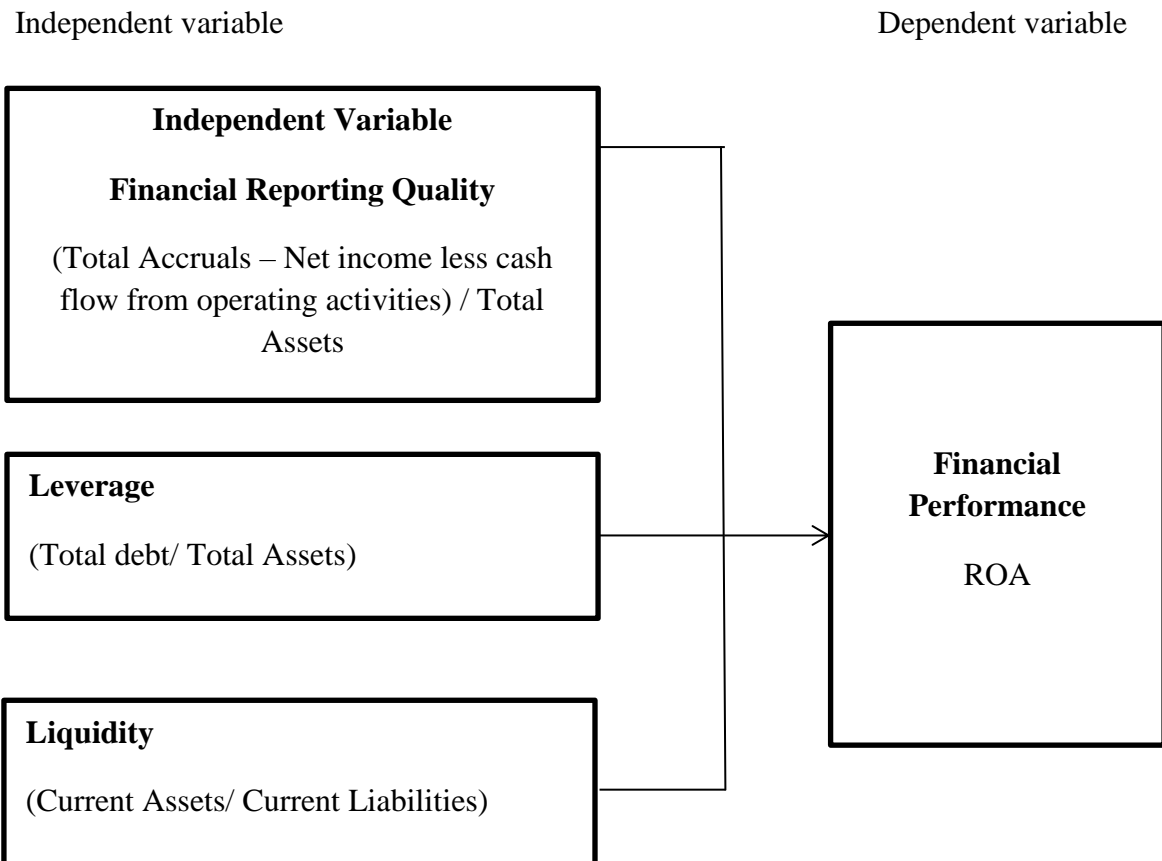 Independent variable
Dependent variable
Independent Variable
Financial Reporting Quality
(Total Accruals – Net income less cash
flow from operating activities) / Total
Assets
Leverage
(Total debt/ Total Assets)
Liquidity
(Current Assets/ Current Liabilities)
Financial
Performance
ROA